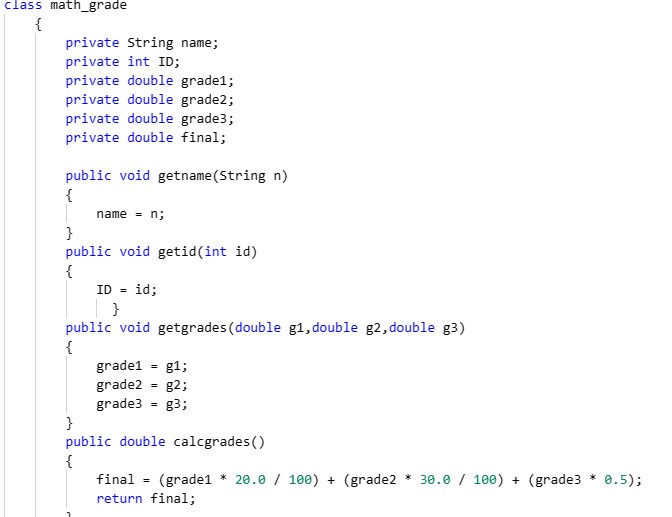 class math_grade
{
private String name;
private int ID;
private double grade1;
private double grade2;
private double grade3;
private double final;
public void getname(String n)
{
name = n;
}
public void getid(int id)
{
ID = id;
}
public void getgrades(double g1,double g2,double g3)
{
grade1 = g1;
grade2 = g2;
grade3 = g3;
}
public double calcgrades()
{
final = (grade1 * 20.0 / 100) + (grade2 * 30.0 / 100) + (grade3 * 0.5);
return final;
}